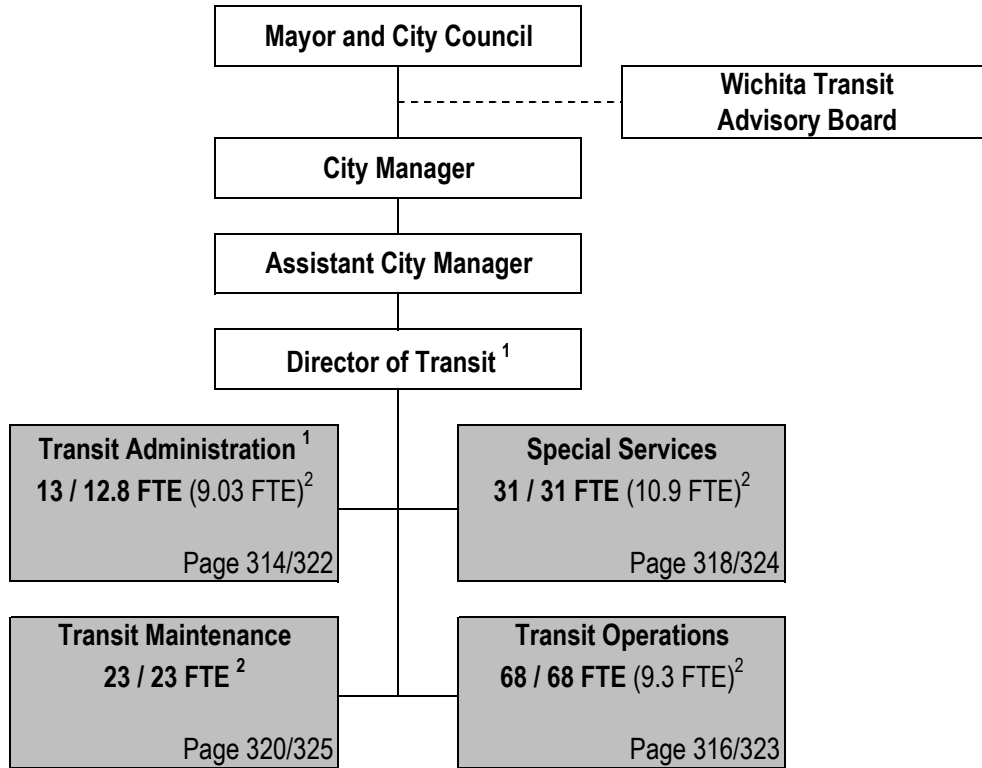 Mayor and City Council
Wichita Transit
Advisory Board
City Manager
Assistant City Manager
Director of Transit 1
Transit Administration 1
13 / 12.8 FTE (9.03 FTE)2
Page 314/322
Special Services
31 / 31 FTE (10.9 FTE)2
Page 318/324
Transit Maintenance
23 / 23 FTE 2
Page 320/325
Transit Operations
68 / 68 FTE (9.3 FTE)2
Page 316/323